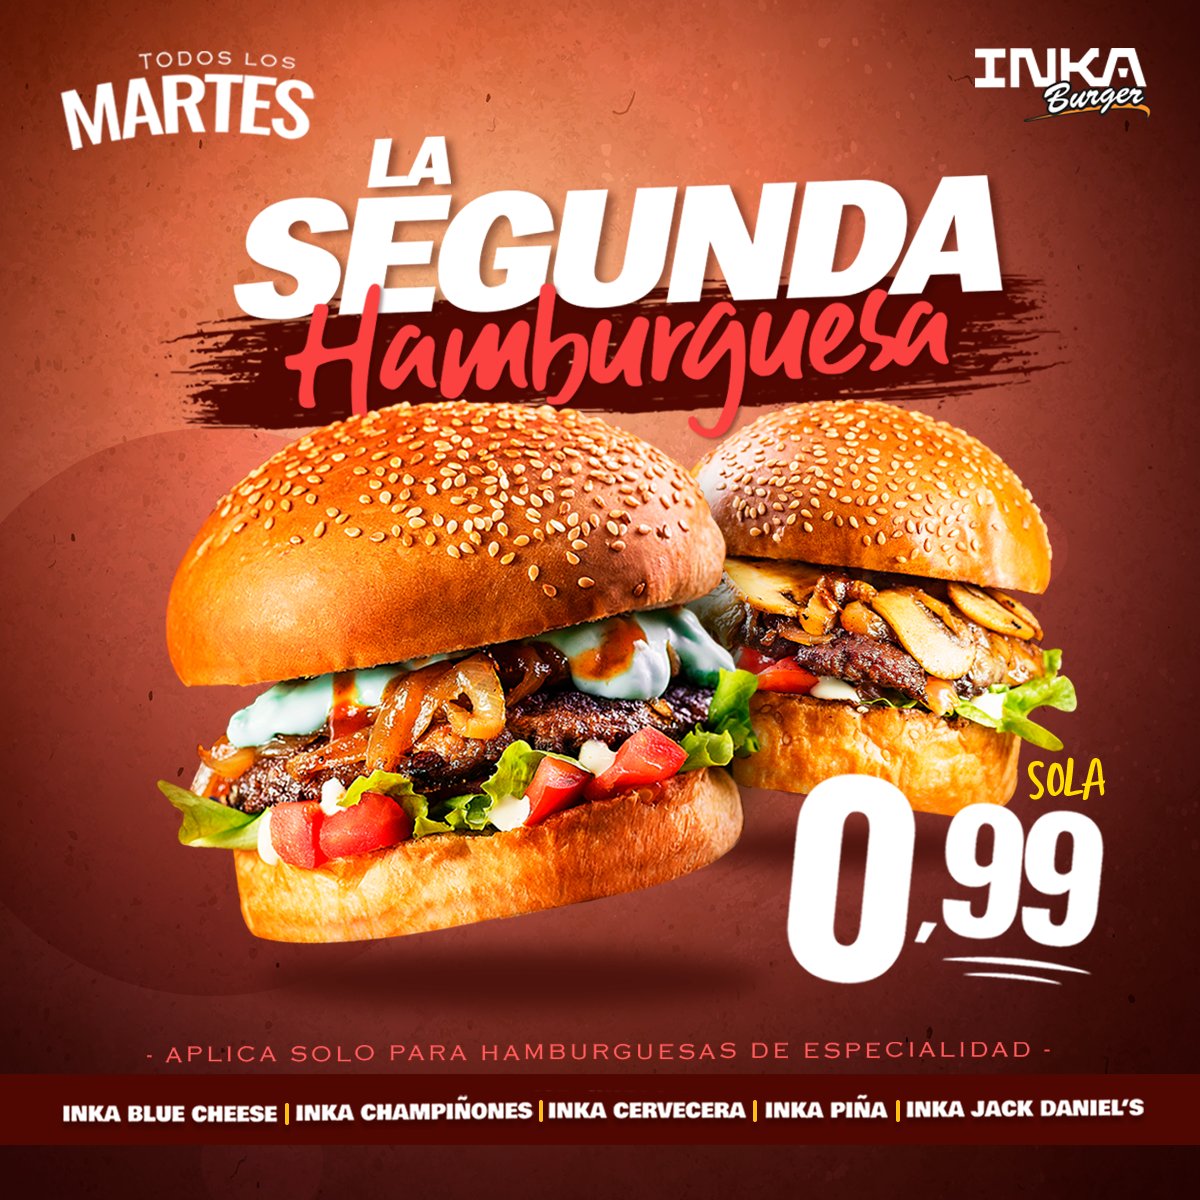 TODOS LOS
MARTES
INKA
Burger
LA
SEGUNDA
Hamburguesa
SOLA
0,99
- APLICA SOLO PARA HAMBURGUESAS DE ESPECIALIDAD -
INKA BLUE CHEESE | INKA CHAMPIÑONES | INKA CERVECERA | INKA PIÑA | INKA JACK DANIEL'S